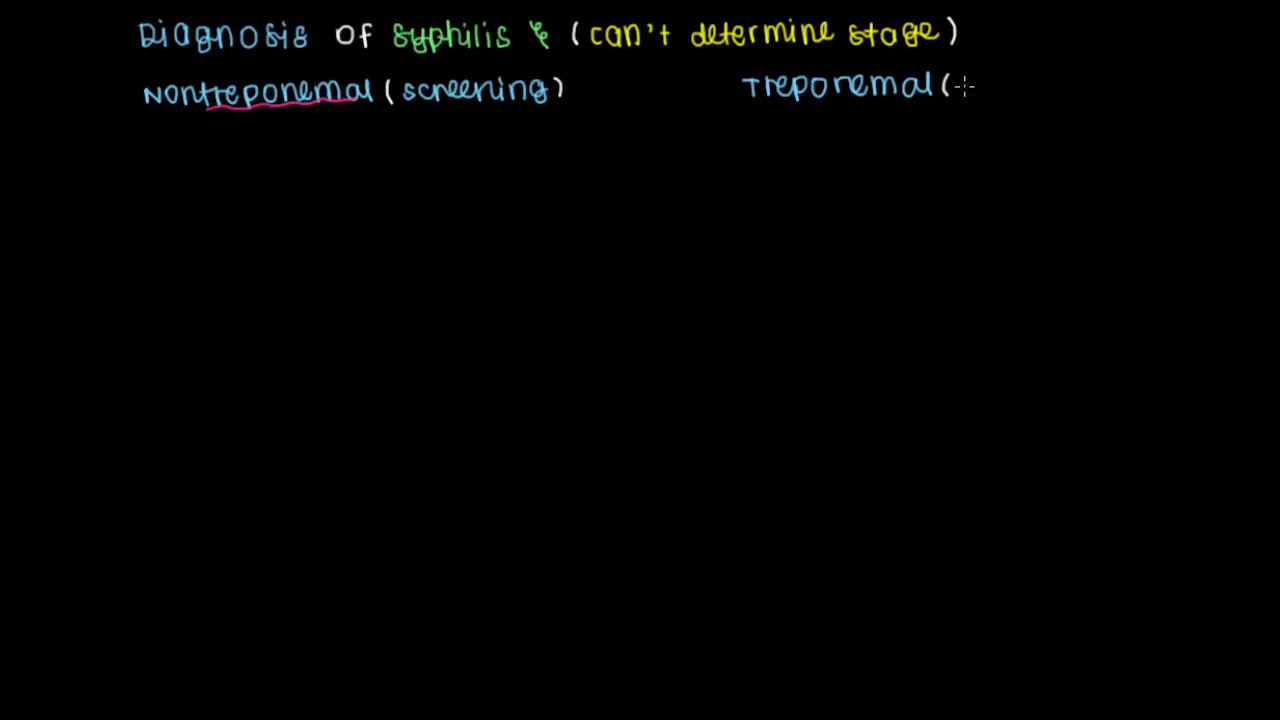 Diagnosis of syphilis (can't determine stage)
Nontreponemal (screening) Treponemal (